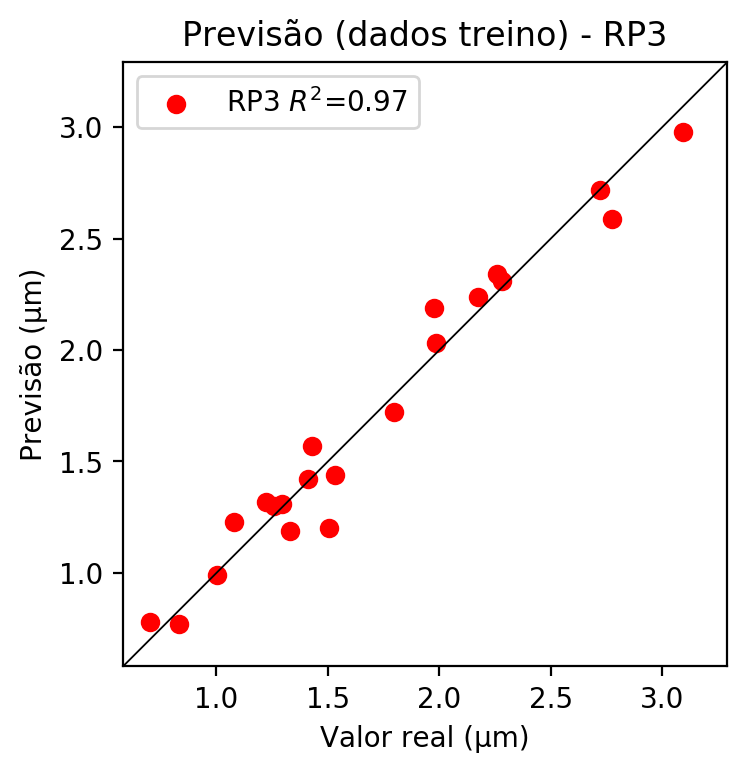 Previsão (dados treino) - RP3
RP3 R²=0.97
3.0
2.5
2.0
1.5
1.0
Previsão (µm)
1.0 1.5 2.0 2.5 3.0
Valor real (µm)